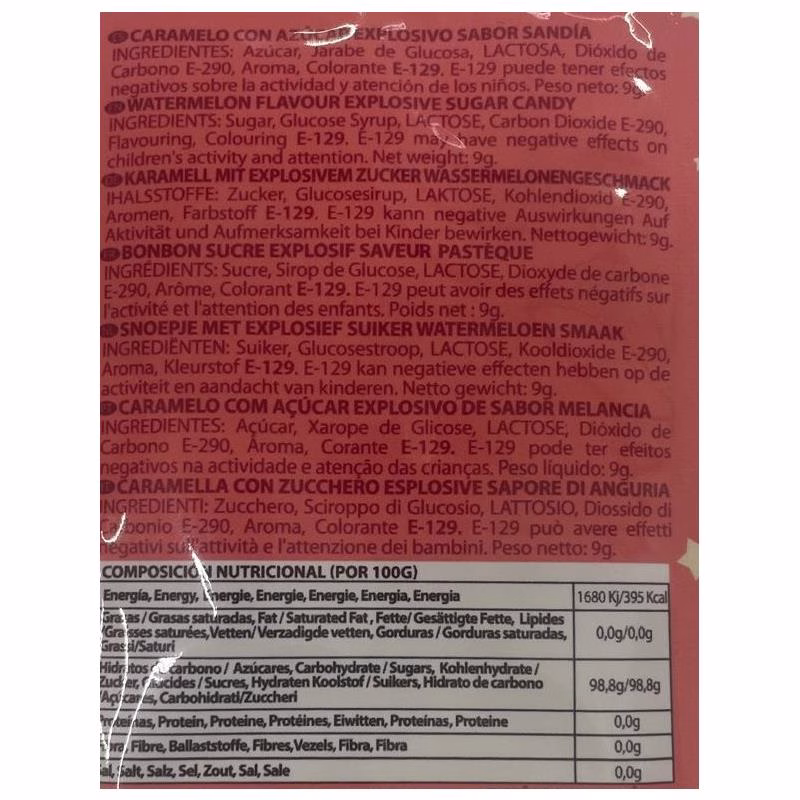 ES CARAMELO CON AZÚCAR EXPLOSIVO SABOR SANDÍA
INGREDIENTES: Azúcar, Jarabe de Glucosa, LACTOSA, Dióxido de
Carbono E-290, Aroma, Colorante E-129. E-129 puede tener efectos
negativos sobre la actividad y atención de los niños. Peso neto: 9g.
EN WATERMELON FLAVOUR EXPLOSIVE SUGAR CANDY
INGREDIENTS: Sugar, Glucose Syrup, LACTOSE, Carbon Dioxide E-290,
Flavouring, Colouring E-129. E-129 may have negative effects on
children's activity and attention. Net weight: 9g.
KARAMELL MIT EXPLOSIVEM ZUCKER WASSERMELONENGESCHMACK
IHALSSTOFFE: Zucker, Glucosesirup, LAKTOSE, Kohlendioxid E-290,
Aromen, Farbstoff E-129. E-129 kann negative Auswirkungen Auf
Aktivität und Aufmerksamkeit bei Kinder bewirken. Nettogewicht: 9g.
BONBON SUCRE EXPLOSIF SAVEUR PASTÈQUE
INGRÉDIENTS: Sucre, Sirop de Glucose, LACTOSE, Dioxyde de carbone
E-290, Arôme, Colorant E-129. E-129 peut avoir des effets négatifs sur
l'activité et l'attention des enfants. Poids net : 9g.
SNOEPJE MET EXPLOSIEF SUIKER WATERMELOEN SMAAK
INGREDIËNTEN: Suiker, Glucosestroop, LACTOSE, Kooldioxide E-290,
Aroma, Kleurstof E-129. E-129 kan negatieve effecten hebben op de
activiteit en aandacht van kinderen. Netto gewicht: 9g.
CARAMELO COM AÇÚCAR EXPLOSIVO DE SABOR MELANCIA
INGREDIENTES: Açúcar, Xarope de Glicose, LACTOSE, Dióxido de
Carbono E-290, Aroma, Corante E-129. E-129 pode ter efeitos
negativos na actividade e atenção das crianças. Peso líquido: 9g.
CARAMELLA CON ZUCCHERO ESPLOSIVE SAPORE DI ANGURIA
INGREDIENTI: Zucchero, Sciroppo di Glucosio, LATTOSIO, Diossido di
Carbonio E-290, Aroma, Colorante E-129. E-129 può avere effetti
negativi sull'attività e l'attenzione dei bambini. Peso netto: 9g.
COMPOSICIÓN NUTRICIONAL (POR 100G)
Energía, Energy, Energie, Energie, Energie, Energia, Energia 1680 Kj/395 Kcal
Grasas / Grasas saturadas, Fat / Saturated Fat, Fette/ Gesättigte Fette, Lipides
/Graisses saturées, Vetten/ Verzadigde vetten, Gorduras / Gorduras saturadas, 0,0g/0,0g
Grassi/Saturi
Hidratos de carbono / Azúcares, Carbohydrate / Sugars, Kohlenhydrate /
Zucker, Glucides / Sucres, Hydraten Koolstof / Suikers, Hidrato de carbono 98,8g/98,8g
/Açúcares, Carbohidrati/Zuccheri
Proteínas, Protein, Proteine, Protéines, Eiwitten, Proteínas, Proteine 0,0g
Fibra, Fibre, Ballaststoffe, Fibres, Vezels, Fibra, Fibra 0,0g
Sal, Salt, Salz, Sel, Zout, Sal, Sale 0,0g